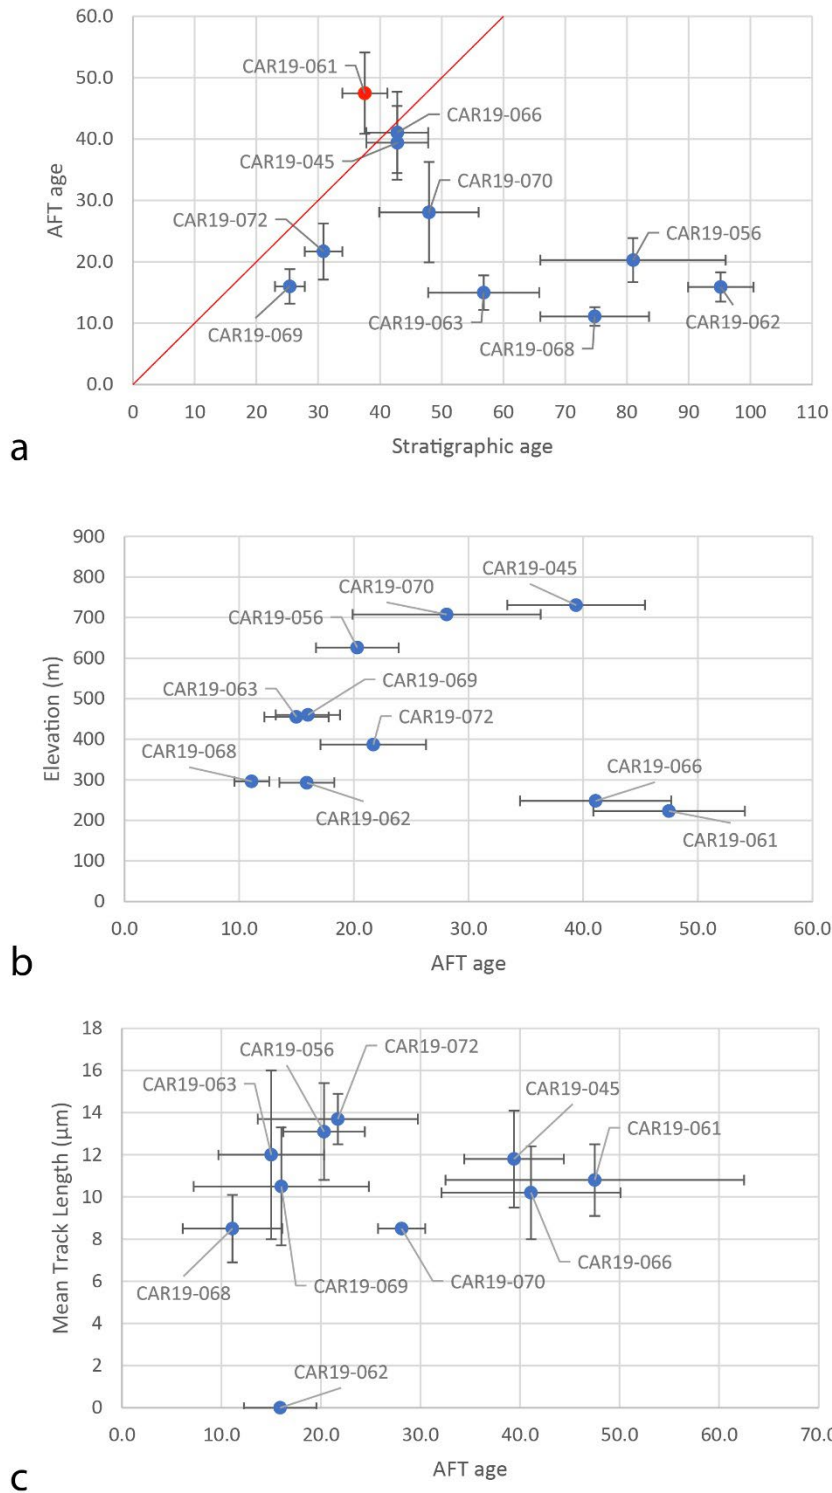 60.0
50.0
40.0
30.0
20.0
10.0
0.0
AFT age
CAR19-061
CAR19-066
CAR19-045
CAR19-070
CAR19-072
CAR19-056
CAR19-069
CAR19-063
CAR19-062
CAR19-068
0 10 20 30 40 50 60 70 80 90 100 110
Stratigraphic age
a
900
800
700
600
500
400
300
200
100
0
Elevation (m)
CAR19-045
CAR19-070
CAR19-056
CAR19-069
CAR19-063
CAR19-072
CAR19-068
CAR19-066
CAR19-062
CAR19-061
0.0 10.0 20.0 30.0 40.0 50.0 60.0
AFT age
b
18
16
14
12
10
8
6
4
2
0
Mean Track Length (μm)
CAR19-056
CAR19-072
CAR19-063
CAR19-045
CAR19-061
CAR19-066
CAR19-070
CAR19-069
CAR19-068
CAR19-062
0.0 10.0 20.0 30.0 40.0 50.0 60.0 70.0
AFT age
c